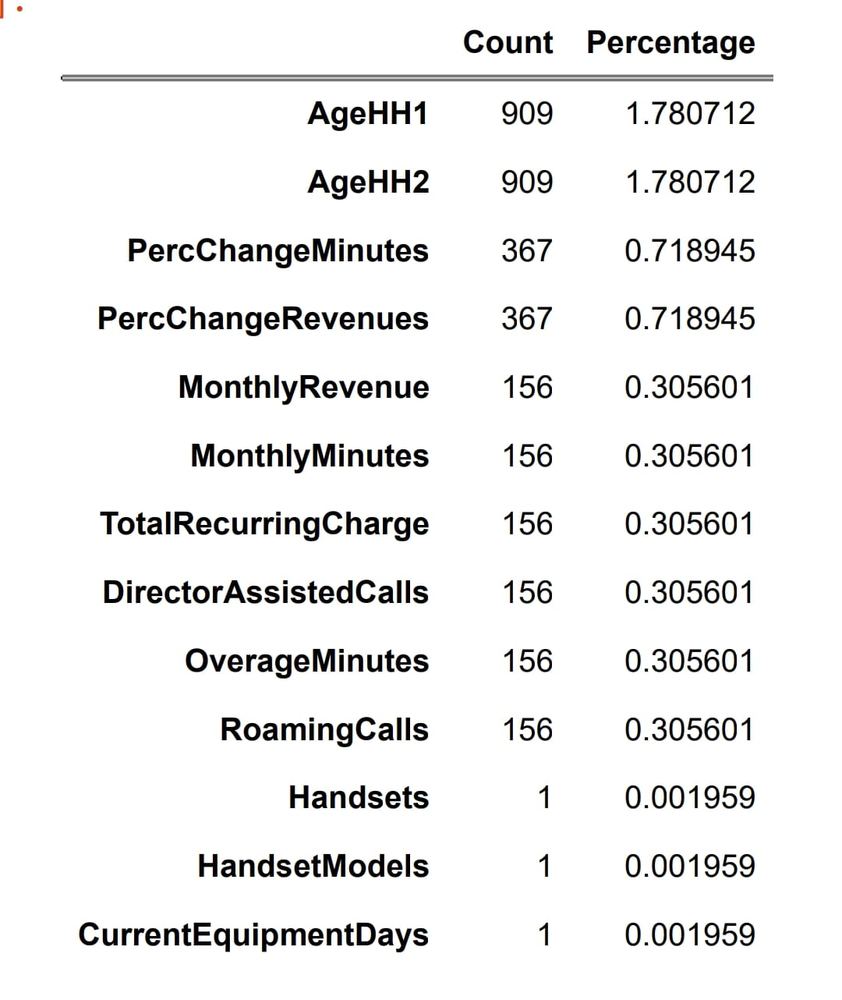 Count Percentage
AgeHH1 909 1.780712
AgeHH2 909 1.780712
PercChangeMinutes 367 0.718945
PercChangeRevenues 367 0.718945
MonthlyRevenue 156 0.305601
MonthlyMinutes 156 0.305601
TotalRecurringCharge 156 0.305601
DirectorAssistedCalls 156 0.305601
OverageMinutes 156 0.305601
RoamingCalls 156 0.305601
Handsets 1 0.001959
HandsetModels 1 0.001959
CurrentEquipmentDays 1 0.001959